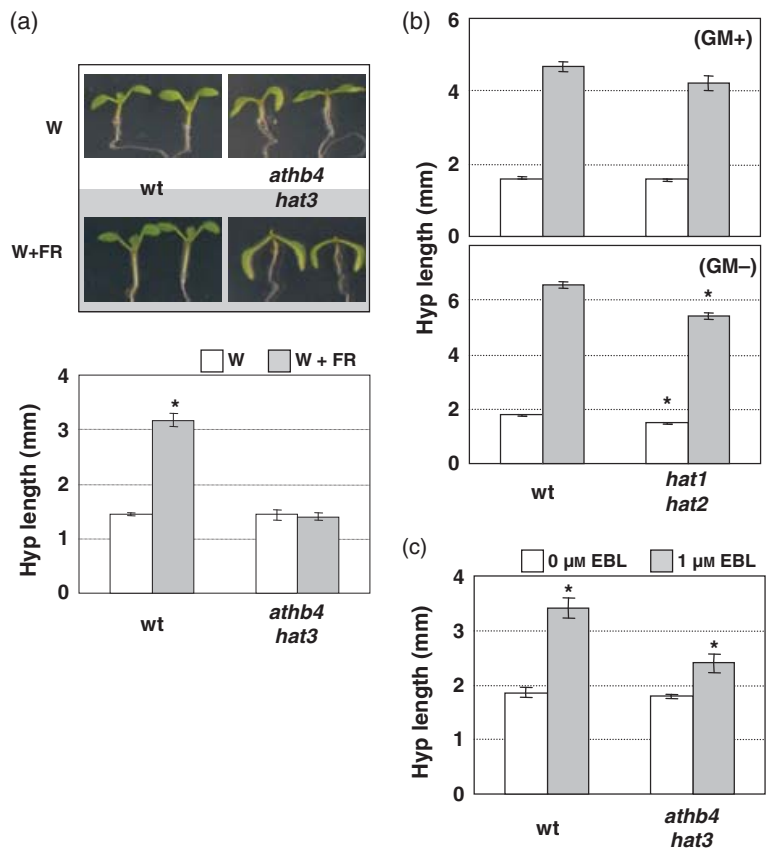 (a)
W
wt
athb4
hat3
W+FR
W
W + FR
Hyp length (mm)
4
3
2
1
0
*
wt
athb4
hat3
(b)
(GM+)
Hyp length (mm)
6
4
2
0
(GM–)
6
4
2
0
*
*
wt
hat1
hat2
(c)
0 μM EBL
1 μM EBL
Hyp length (mm)
4
3
2
1
0
*
*
wt
athb4
hat3